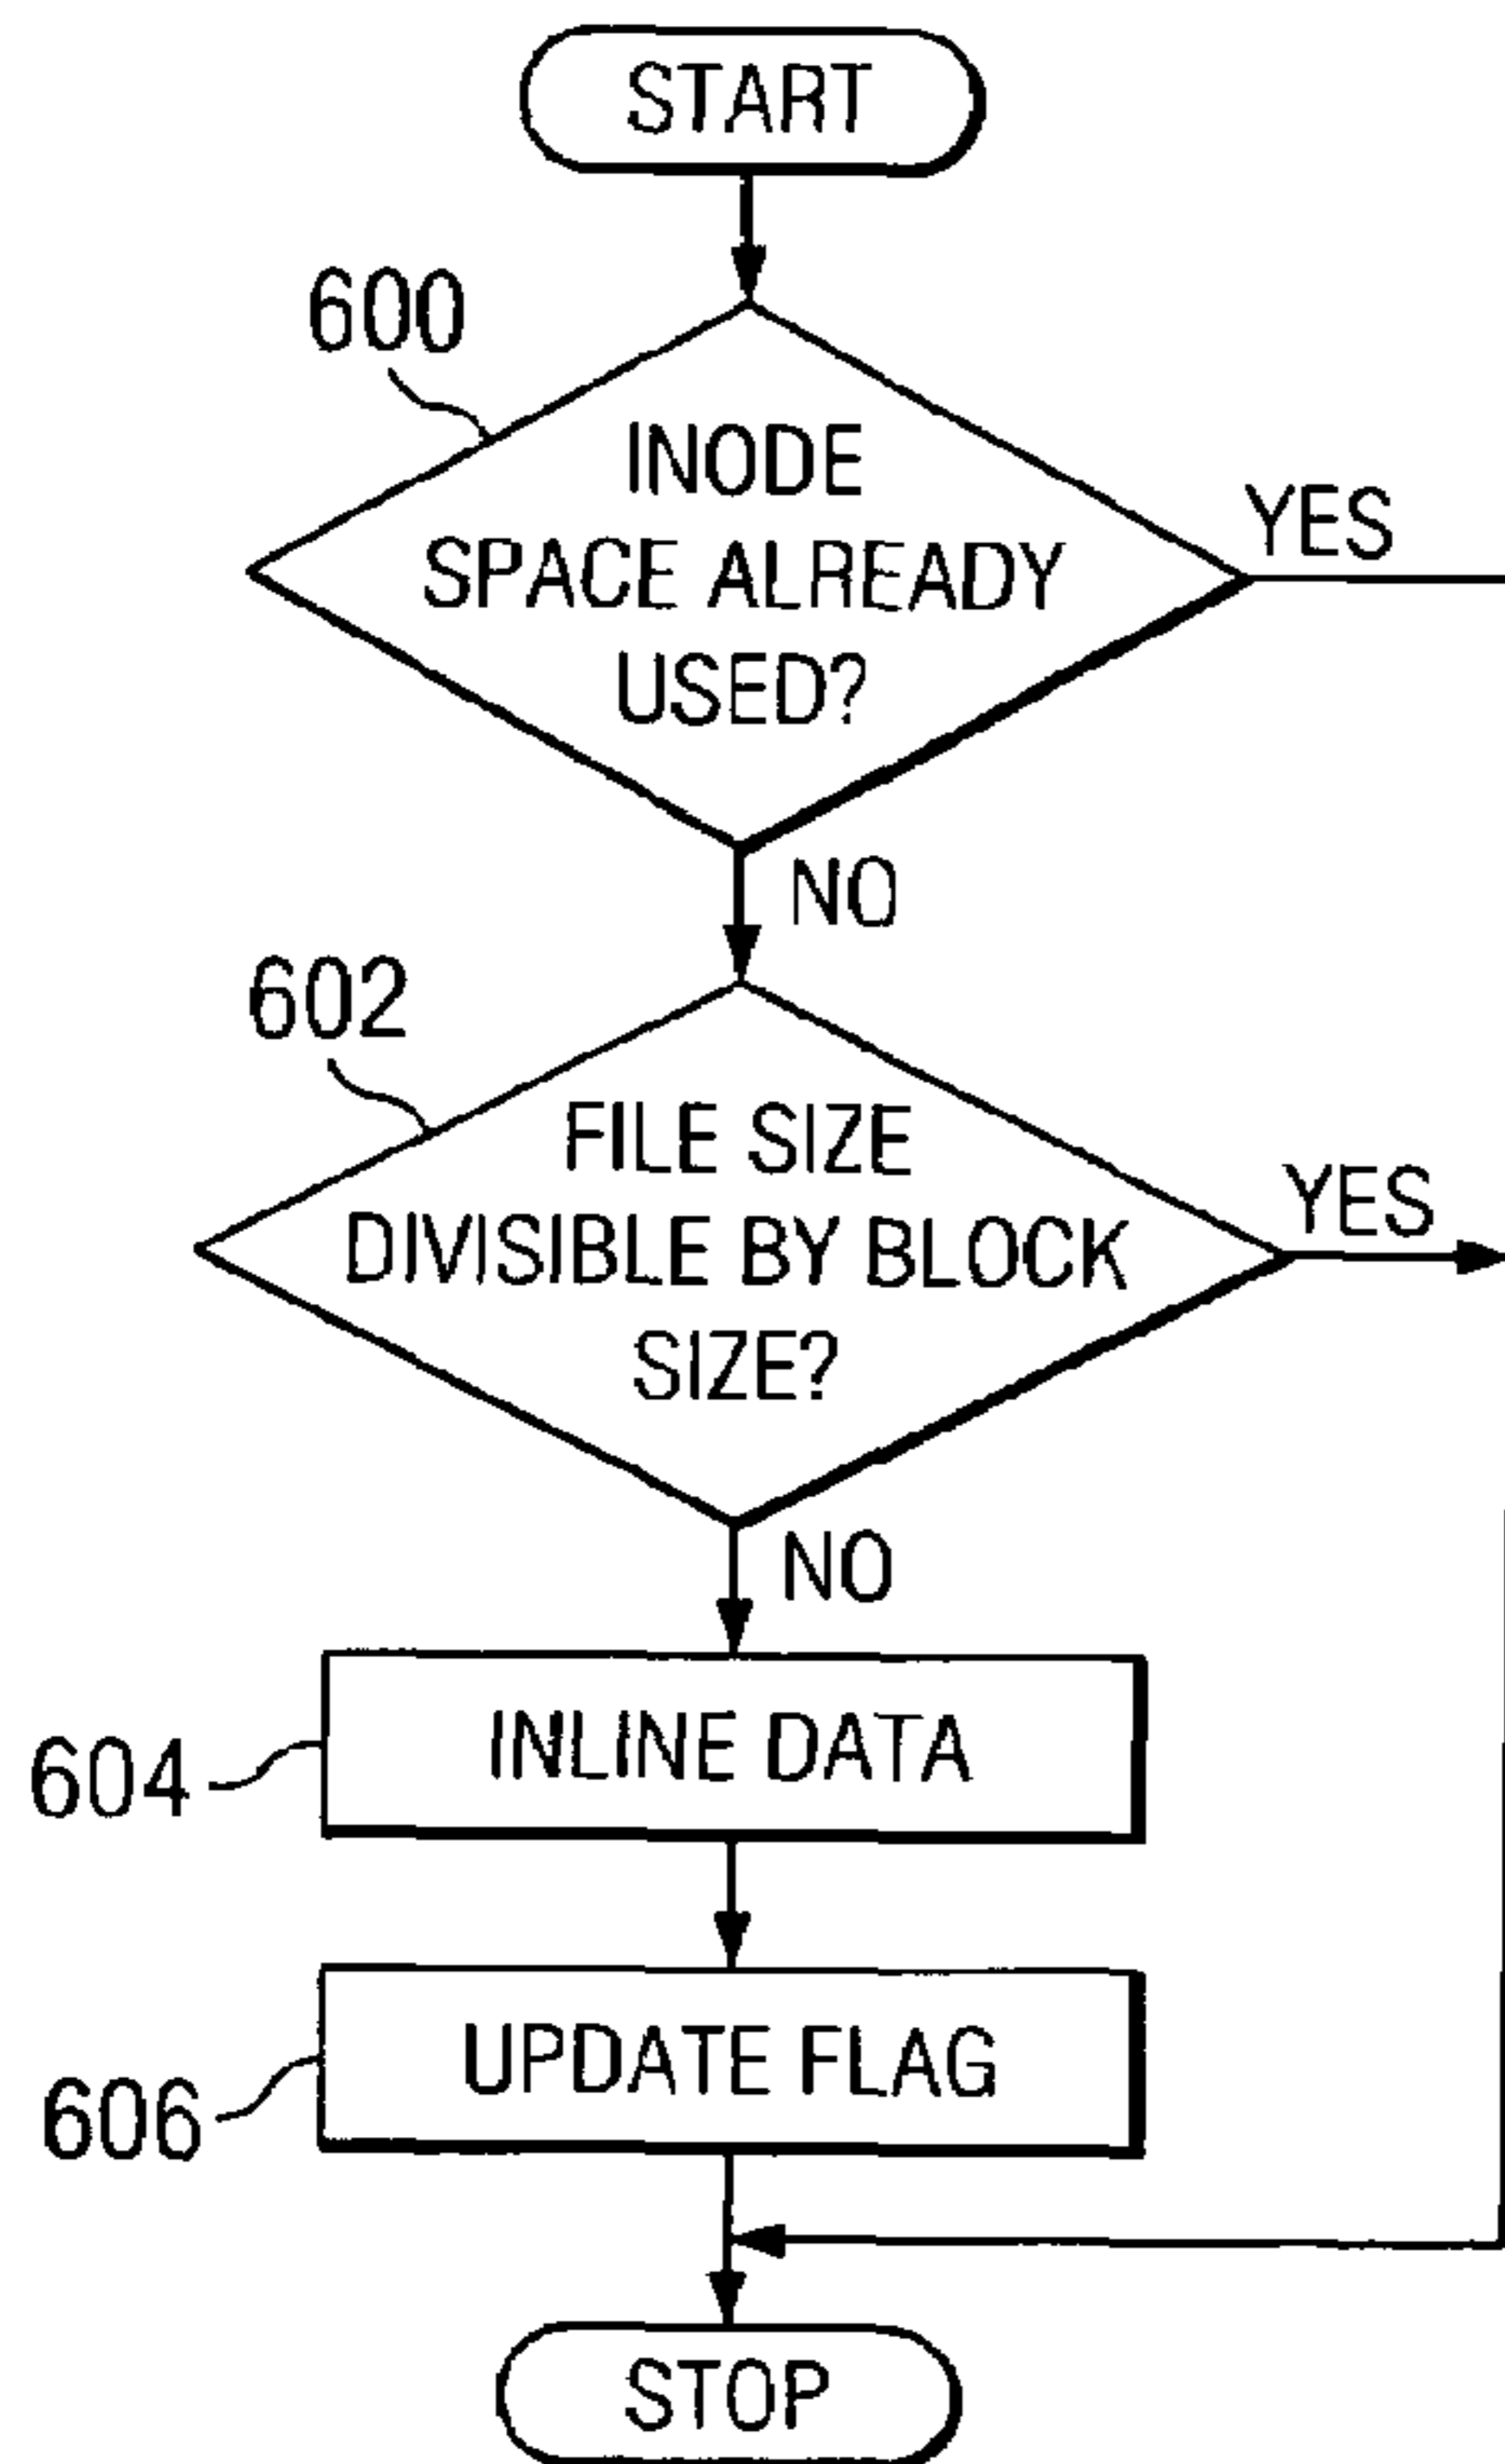 START
600
INODE
SPACE ALREADY
USED?
YES
NO
602
FILE SIZE
DIVISIBLE BY BLOCK
SIZE?
YES
NO
604
INLINE DATA
606
UPDATE FLAG
STOP